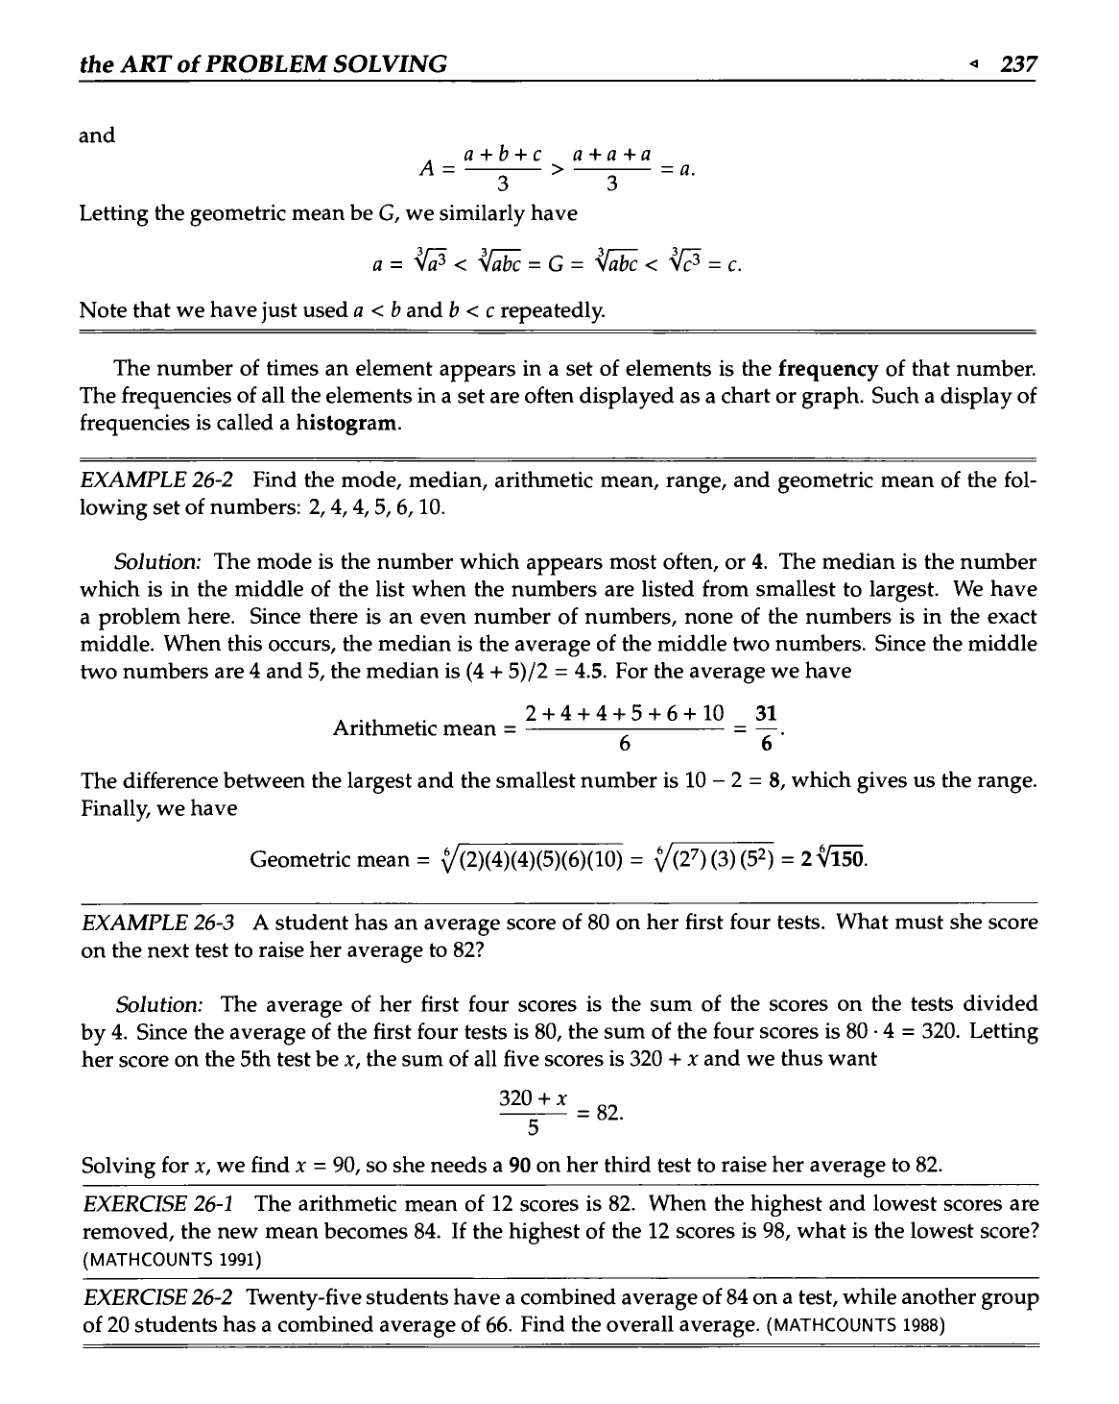 the ART of PROBLEM SOLVING ◃ 237
and
A = (a + b + c)/3 > (a + a + a)/3 = a.
Letting the geometric mean be G, we similarly have
a = ∛a³ < ∛abc = G = ∛abc < ∛c³ = c.
Note that we have just used a < b and b < c repeatedly.
The number of times an element appears in a set of elements is the frequency of that number.
The frequencies of all the elements in a set are often displayed as a chart or graph. Such a display of
frequencies is called a histogram.
EXAMPLE 26-2 Find the mode, median, arithmetic mean, range, and geometric mean of the fol-
lowing set of numbers: 2, 4, 4, 5, 6, 10.
Solution: The mode is the number which appears most often, or 4. The median is the number
which is in the middle of the list when the numbers are listed from smallest to largest. We have
a problem here. Since there is an even number of numbers, none of the numbers is in the exact
middle. When this occurs, the median is the average of the middle two numbers. Since the middle
two numbers are 4 and 5, the median is (4 + 5)/2 = 4.5. For the average we have
Arithmetic mean = (2 + 4 + 4 + 5 + 6 + 10)/6 = 31/6.
The difference between the largest and the smallest number is 10 − 2 = 8, which gives us the range.
Finally, we have
Geometric mean = ⁶√(2)(4)(4)(5)(6)(10) = ⁶√(2⁷) (3) (5²) = 2 ⁶√150.
EXAMPLE 26-3 A student has an average score of 80 on her first four tests. What must she score
on the next test to raise her average to 82?
Solution: The average of her first four scores is the sum of the scores on the tests divided
by 4. Since the average of the first four tests is 80, the sum of the four scores is 80 · 4 = 320. Letting
her score on the 5th test be x, the sum of all five scores is 320 + x and we thus want
(320 + x)/5 = 82.
Solving for x, we find x = 90, so she needs a 90 on her third test to raise her average to 82.
EXERCISE 26-1 The arithmetic mean of 12 scores is 82. When the highest and lowest scores are
removed, the new mean becomes 84. If the highest of the 12 scores is 98, what is the lowest score?
(MATHCOUNTS 1991)
EXERCISE 26-2 Twenty-five students have a combined average of 84 on a test, while another group
of 20 students has a combined average of 66. Find the overall average. (MATHCOUNTS 1988)